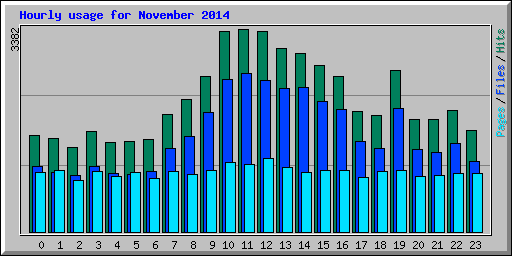 Hourly usage for November 2014
3382
Pages/Files/Hits
0 1 2 3 4 5 6 7 8 9 10 11 12 13 14 15 16 17 18 19 20 21 22 23